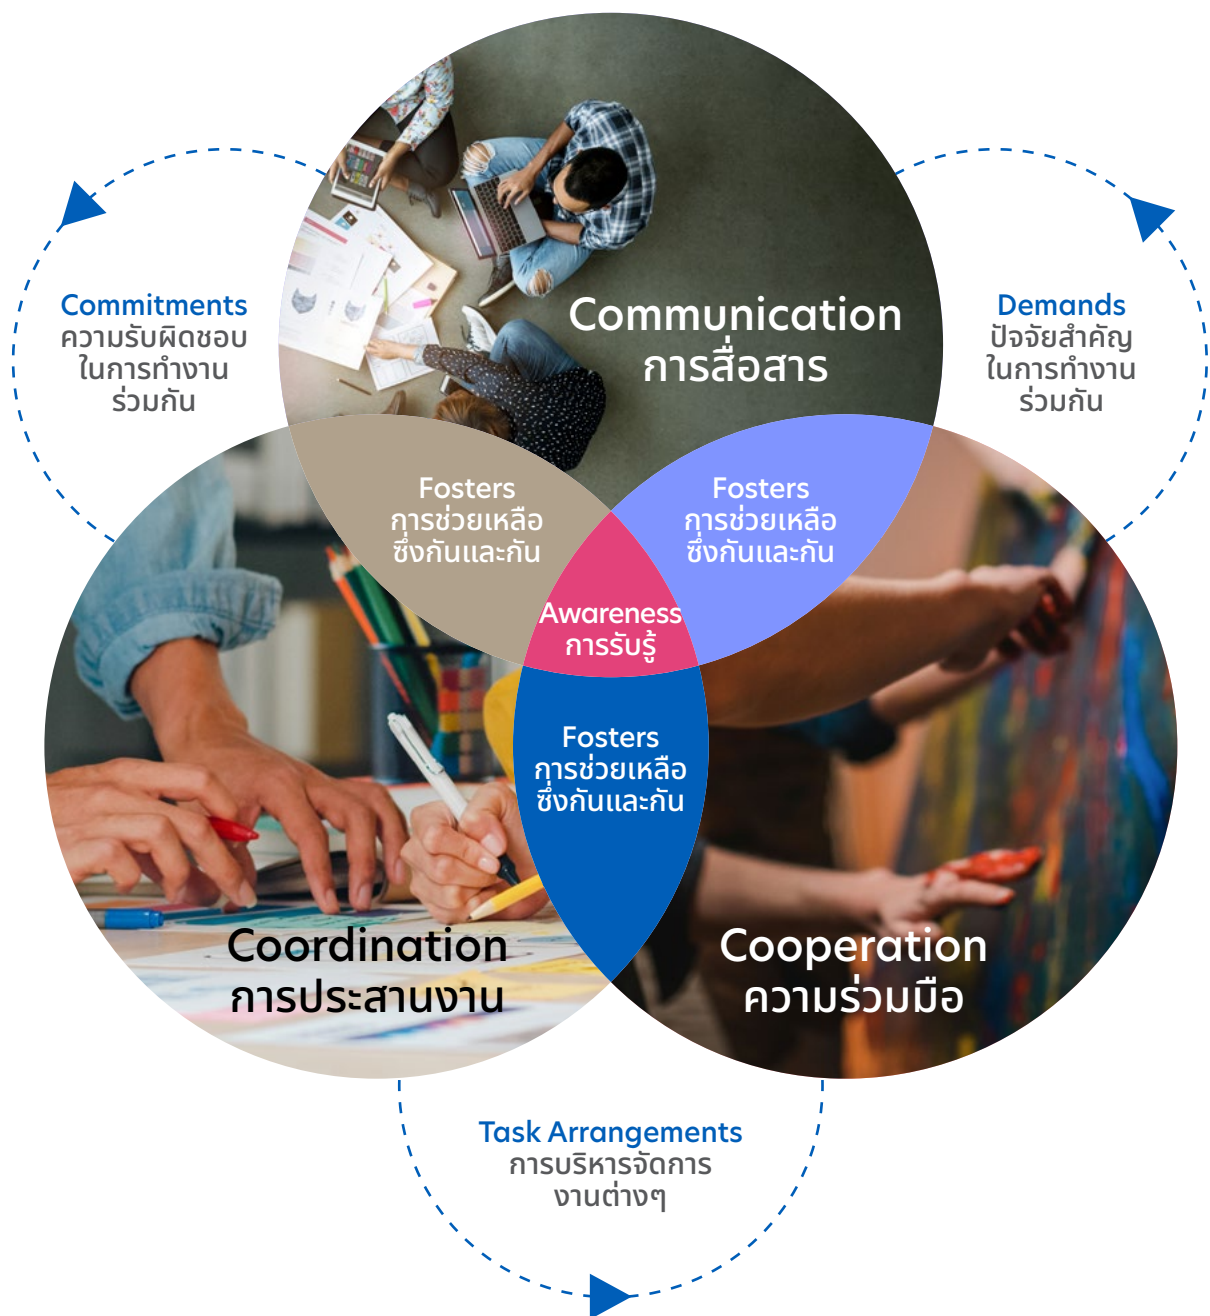 Communication
การสื่อสาร
Commitments
ความรับผิดชอบ
ในการทำงาน
ร่วมกัน
Demands
ปัจจัยสำคัญ
ในการทำงาน
ร่วมกัน
Fosters
การช่วยเหลือ
ซึ่งกันและกัน
Fosters
การช่วยเหลือ
ซึ่งกันและกัน
Awareness
การรับรู้
Fosters
การช่วยเหลือ
ซึ่งกันและกัน
Coordination
การประสานงาน
Cooperation
ความร่วมมือ
Task Arrangements
การบริหารจัดการ
งานต่างๆ